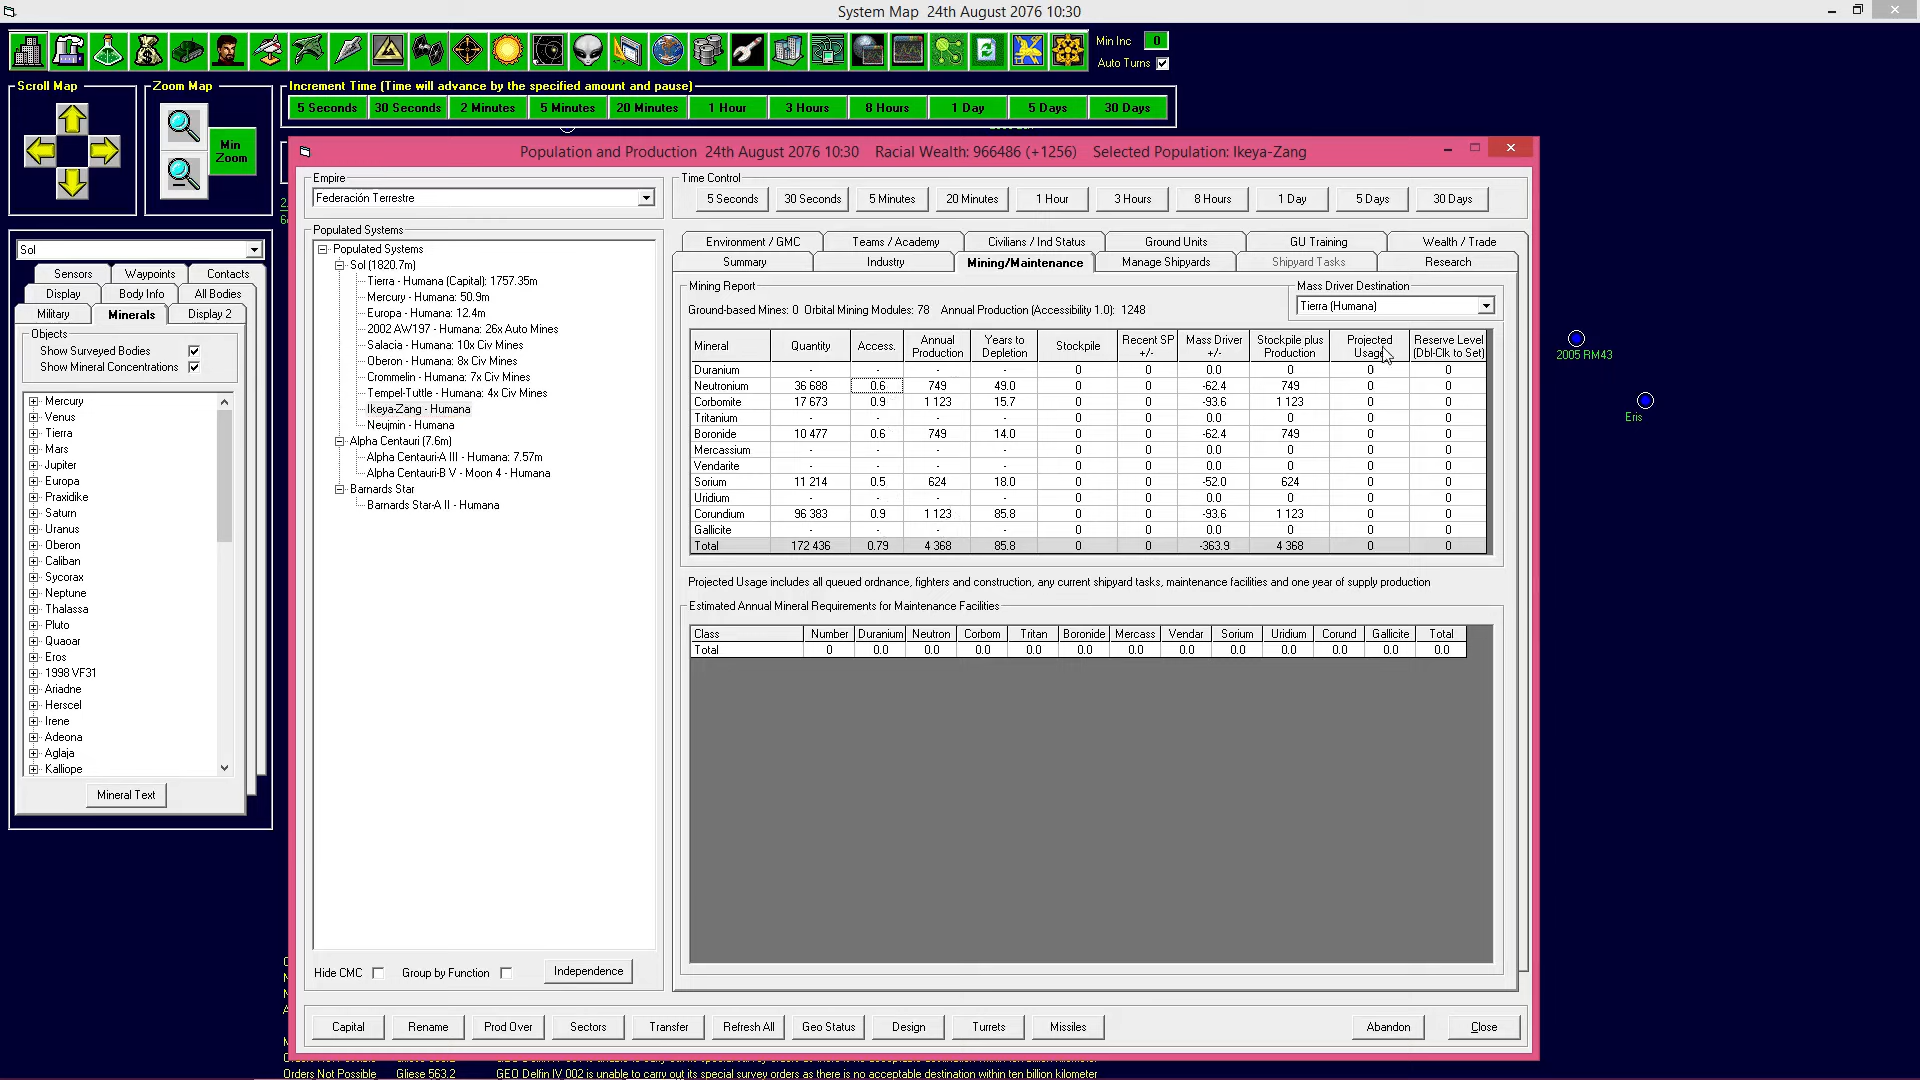 System Map 24th August 2076 10:30
Min Inc 0
Auto Turns
Scroll Map
Zoom Map
Min Zoom
Increment Time (Time will advance by the specified amount and pause)
5 Seconds 30 Seconds 2 Minutes 5 Minutes 20 Minutes 1 Hour 3 Hours 8 Hours 1 Day 5 Days 30 Days
Population and Production 24th August 2076 10:30 Racial Wealth: 966486 (+1256) Selected Population: Ikeya-Zang
Sol
Sensors Waypoints Contacts
Display Body Info All Bodies
Military Minerals Display 2
Objects
Show Surveyed Bodies
Show Mineral Concentrations
Mercury
Venus
Tierra
Mars
Jupiter
Europa
Praxidike
Saturn
Uranus
Oberon
Caliban
Sycorax
Neptune
Thalassa
Pluto
Quaoar
Eros
1998 VF31
Ariadne
Herscel
Irene
Adeona
Aglaja
Kalliope
Mineral Text
Empire
Federación Terrestre
Populated Systems
Populated Systems
Sol (1820.7m)
Tierra - Humana (Capital): 1757.35m
Mercury - Humana: 50.9m
Europa - Humana: 12.4m
2002 AW197 - Humana: 26x Auto Mines
Salacia - Humana: 10x Civ Mines
Oberon - Humana: 8x Civ Mines
Crommelin - Humana: 7x Civ Mines
Tempel-Tuttle - Humana: 4x Civ Mines
Ikeya-Zang - Humana
Neujmin - Humana
Alpha Centauri (7.6m)
Alpha Centauri-A III - Humana: 7.57m
Alpha Centauri-B V - Moon 4 - Humana
Barnards Star
Barnards Star-A II - Humana
Hide CMC Group by Function Independence
Time Control
5 Seconds 30 Seconds 5 Minutes 20 Minutes 1 Hour 3 Hours 8 Hours 1 Day 5 Days 30 Days
Environment / GMC Teams / Academy Civilians / Ind Status Ground Units GU Training Wealth / Trade
Summary Industry Mining/Maintenance Manage Shipyards Shipyard Tasks Research
Mining Report
Mass Driver Destination
Tierra (Humana)
Ground-based Mines: 0 Orbital Mining Modules: 78 Annual Production (Accessibility 1.0): 1248
Mineral Quantity Access. Annual Production Years to Depletion Stockpile Recent SP +/- Mass Driver +/- Stockpile plus Production Projected Usage Reserve Level (Dbl-Clk to Set)
Duranium - - - - 0 0 0.0 0 0 0
Neutronium 36 688 0.6 749 49.0 0 0 -62.4 749 0 0
Corbomite 17 673 0.9 1 123 15.7 0 0 -93.6 1 123 0 0
Tritanium - - - - 0 0 0.0 0 0 0
Boronide 10 477 0.6 749 14.0 0 0 -62.4 749 0 0
Mercassium - - - - 0 0 0.0 0 0 0
Vendarite - - - - 0 0 0.0 0 0 0
Sorium 11 214 0.5 624 18.0 0 0 -52.0 624 0 0
Uridium - - - - 0 0 0.0 0 0 0
Corundium 96 383 0.9 1 123 85.8 0 0 -93.6 1 123 0 0
Gallicite - - - - 0 0 0.0 0 0 0
Total 172 436 0.79 4 368 85.8 0 0 -363.9 4 368 0 0
Projected Usage includes all queued ordnance, fighters and construction, any current shipyard tasks, maintenance facilities and one year of supply production
Estimated Annual Mineral Requirements for Maintenance Facilities
Class Number Duranium Neutron Corbom Tritan Boronide Mercass Vendar Sorium Uridium Corund Gallicite Total
Total 0 0.0 0.0 0.0 0.0 0.0 0.0 0.0 0.0 0.0 0.0 0.0 0.0
Capital Rename Prod Over Sectors Transfer Refresh All Geo Status Design Turrets Missiles Abandon Close
2005 RM43
Eris
Orders Not Possible Gliese 563.2 GEO Delfin IV 002 is unable to carry out its special survey orders as there is no acceptable destination within ten billion kilometer